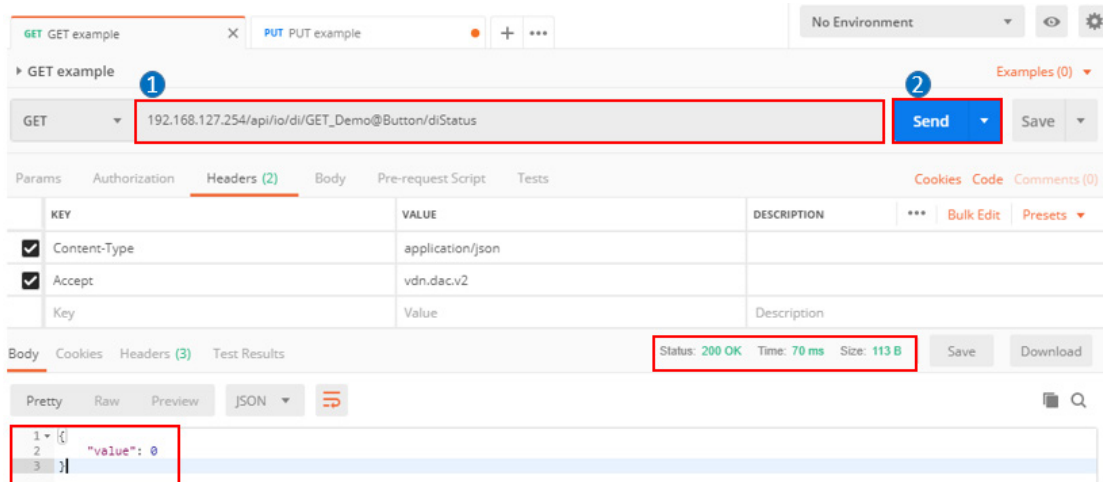 GET GET example PUT PUT example No Environment
GET example Examples (0)
1 2
GET 192.168.127.254/api/io/di/GET_Demo@Button/diStatus Send Save
Params Authorization Headers (2) Body Pre-request Script Tests Cookies Code Comments (0)
KEY VALUE DESCRIPTION Bulk Edit Presets
Content-Type application/json
Accept vdn.dac.v2
Key Value Description
Body Cookies Headers (3) Test Results Status: 200 OK Time: 70 ms Size: 113 B Save Download
Pretty Raw Preview JSON
1 {
2 "value": 0
3 }